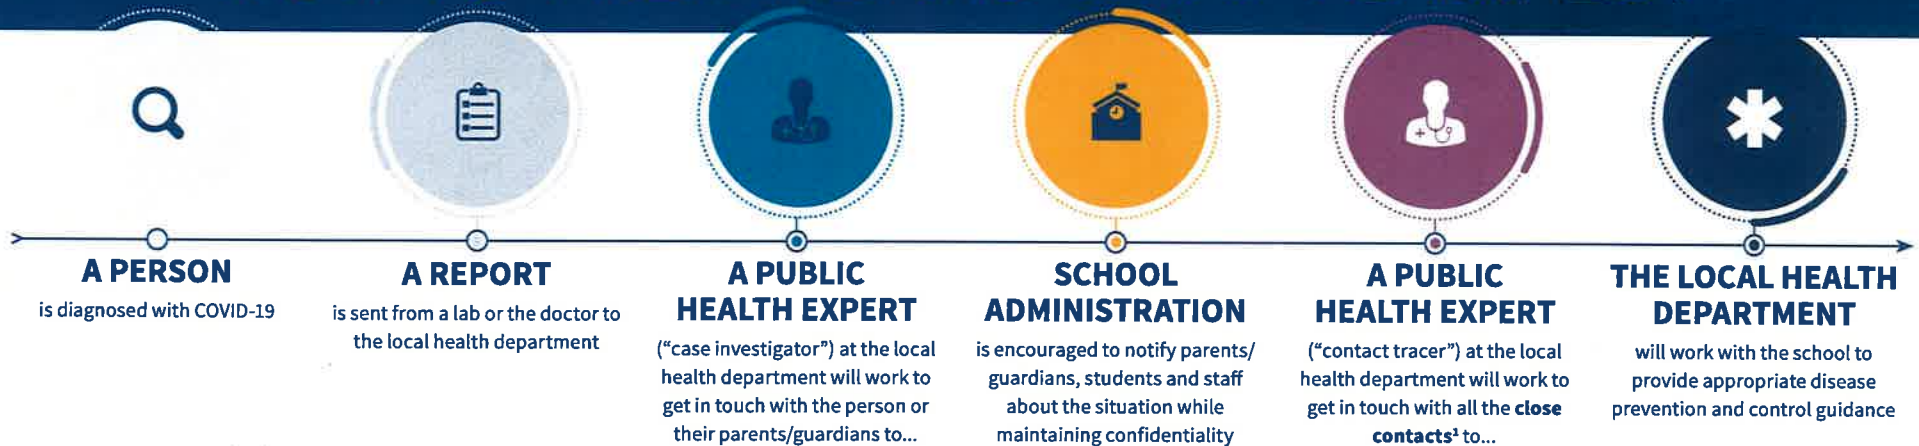 A PERSON
is diagnosed with COVID-19
A REPORT
is sent from a lab or the doctor to
the local health department
A PUBLIC
HEALTH EXPERT
("case investigator") at the local
health department will work to
get in touch with the person or
their parents/guardians to...
SCHOOL
ADMINISTRATION
is encouraged to notify parents/
guardians, students and staff
about the situation while
maintaining confidentiality
A PUBLIC
HEALTH EXPERT
("contact tracer") at the local
health department will work to
get in touch with all the close
contacts¹ to...
THE LOCAL HEALTH
DEPARTMENT
will work with the school to
provide appropriate disease
prevention and control guidance